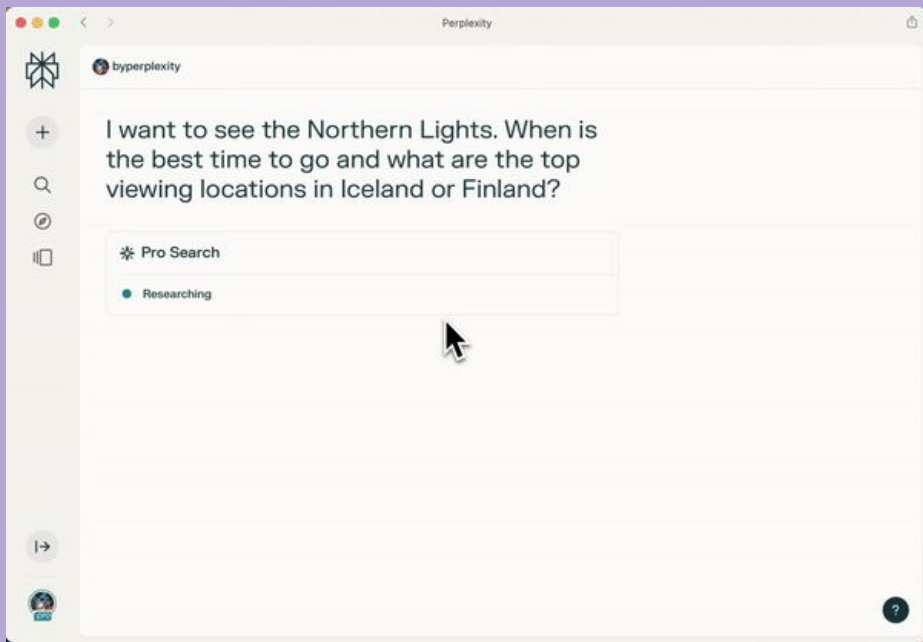 Perplexity
byperplexity
I want to see the Northern Lights. When is
the best time to go and what are the top
viewing locations in Iceland or Finland?
Pro Search
Researching
pro
?